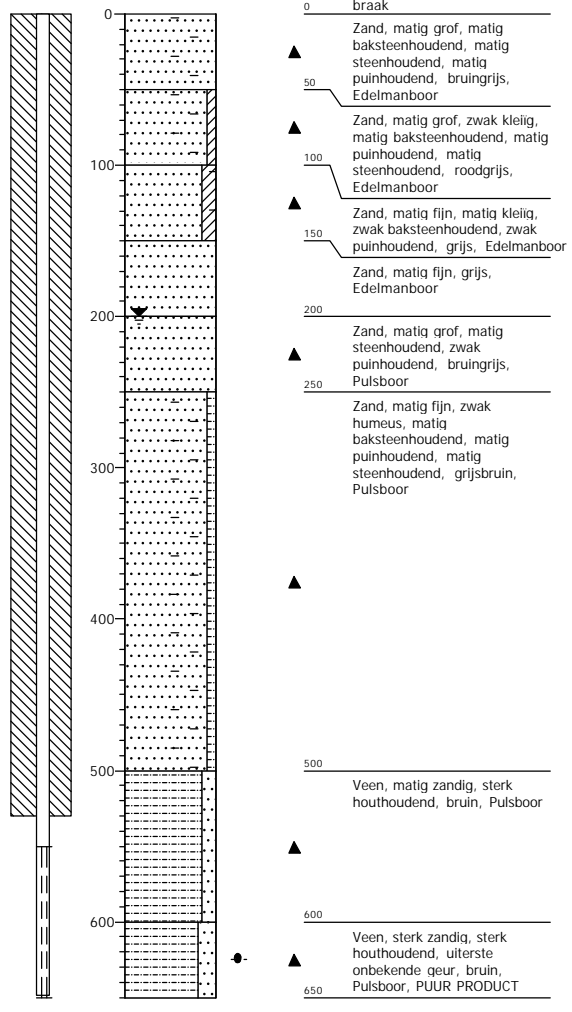 0
100
200
300
400
500
600
0
braak
Zand, matig grof, matig
baksteenhoudend, matig
steenhoudend, matig
puinhoudend, bruingrijs,
Edelmanboor
50
Zand, matig grof, zwak kleiïg,
matig baksteenhoudend, matig
puinhoudend, matig
steenhoudend, roodgrijs,
Edelmanboor
100
Zand, matig fijn, matig kleiïg,
zwak baksteenhoudend, zwak
puinhoudend, grijs, Edelmanboor
150
Zand, matig fijn, grijs,
Edelmanboor
200
Zand, matig grof, matig
steenhoudend, zwak
puinhoudend, bruingrijs,
Pulsboor
250
Zand, matig fijn, zwak
humeus, matig
baksteenhoudend, matig
puinhoudend, matig
steenhoudend, grijsbruin,
Pulsboor
500
Veen, matig zandig, sterk
houthoudend, bruin, Pulsboor
600
Veen, sterk zandig, sterk
houthoudend, uiterste
onbekende geur, bruin,
Pulsboor, PUUR PRODUCT
650